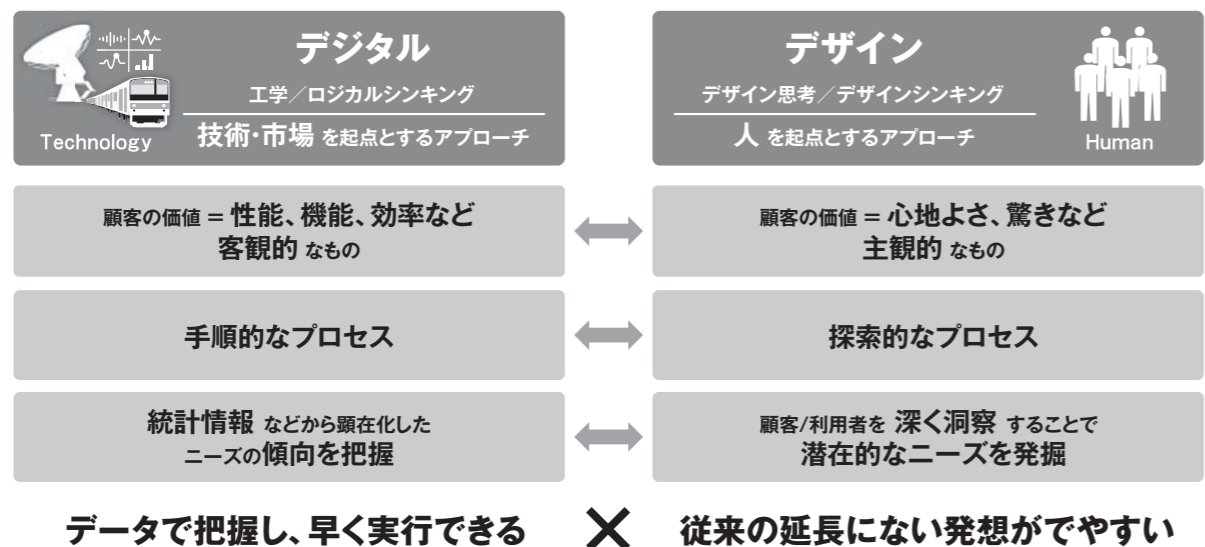 デジタル
工学／ロジカルシンキング
技術・市場 を起点とするアプローチ
Technology
デザイン
デザイン思考／デザインシンキング
人 を起点とするアプローチ
Human
顧客の価値 = 性能、機能、効率など
客観的 なもの
顧客の価値 = 心地よさ、驚きなど
主観的 なもの
手順的なプロセス
探索的なプロセス
統計情報 などから顕在化した
ニーズの傾向を把握
顧客/利用者を 深く洞察 することで
潜在的なニーズを発掘
データで把握し、早く実行できる
×
従来の延長にない発想がでやすい